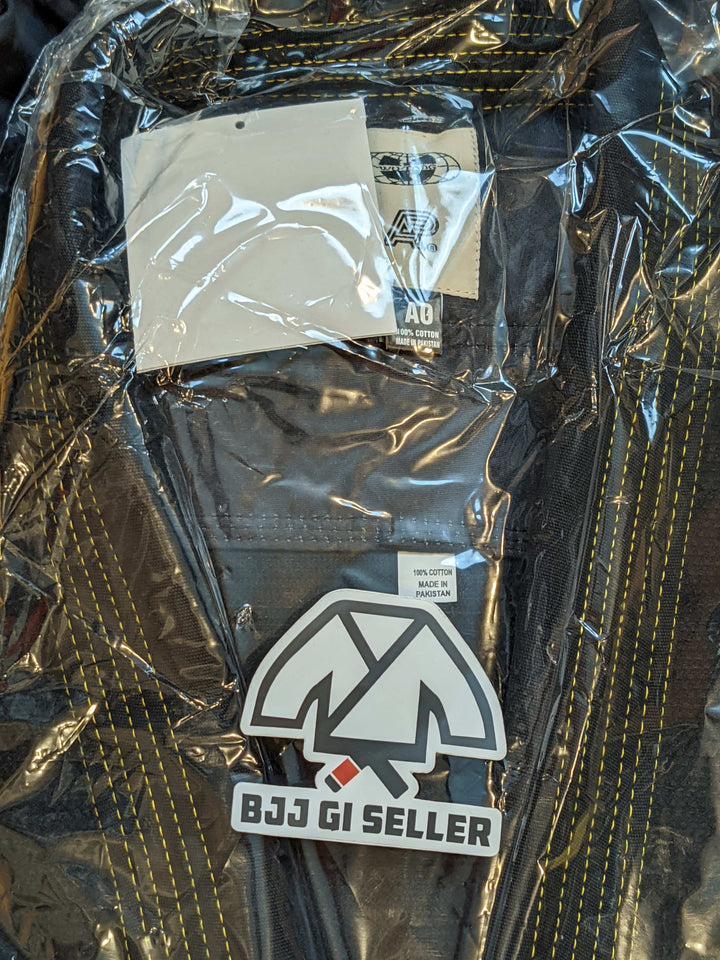 A0
100% COTTON
MADE IN PAKISTAN
100% COTTON
MADE IN
PAKISTAN
BJJ GI SELLER